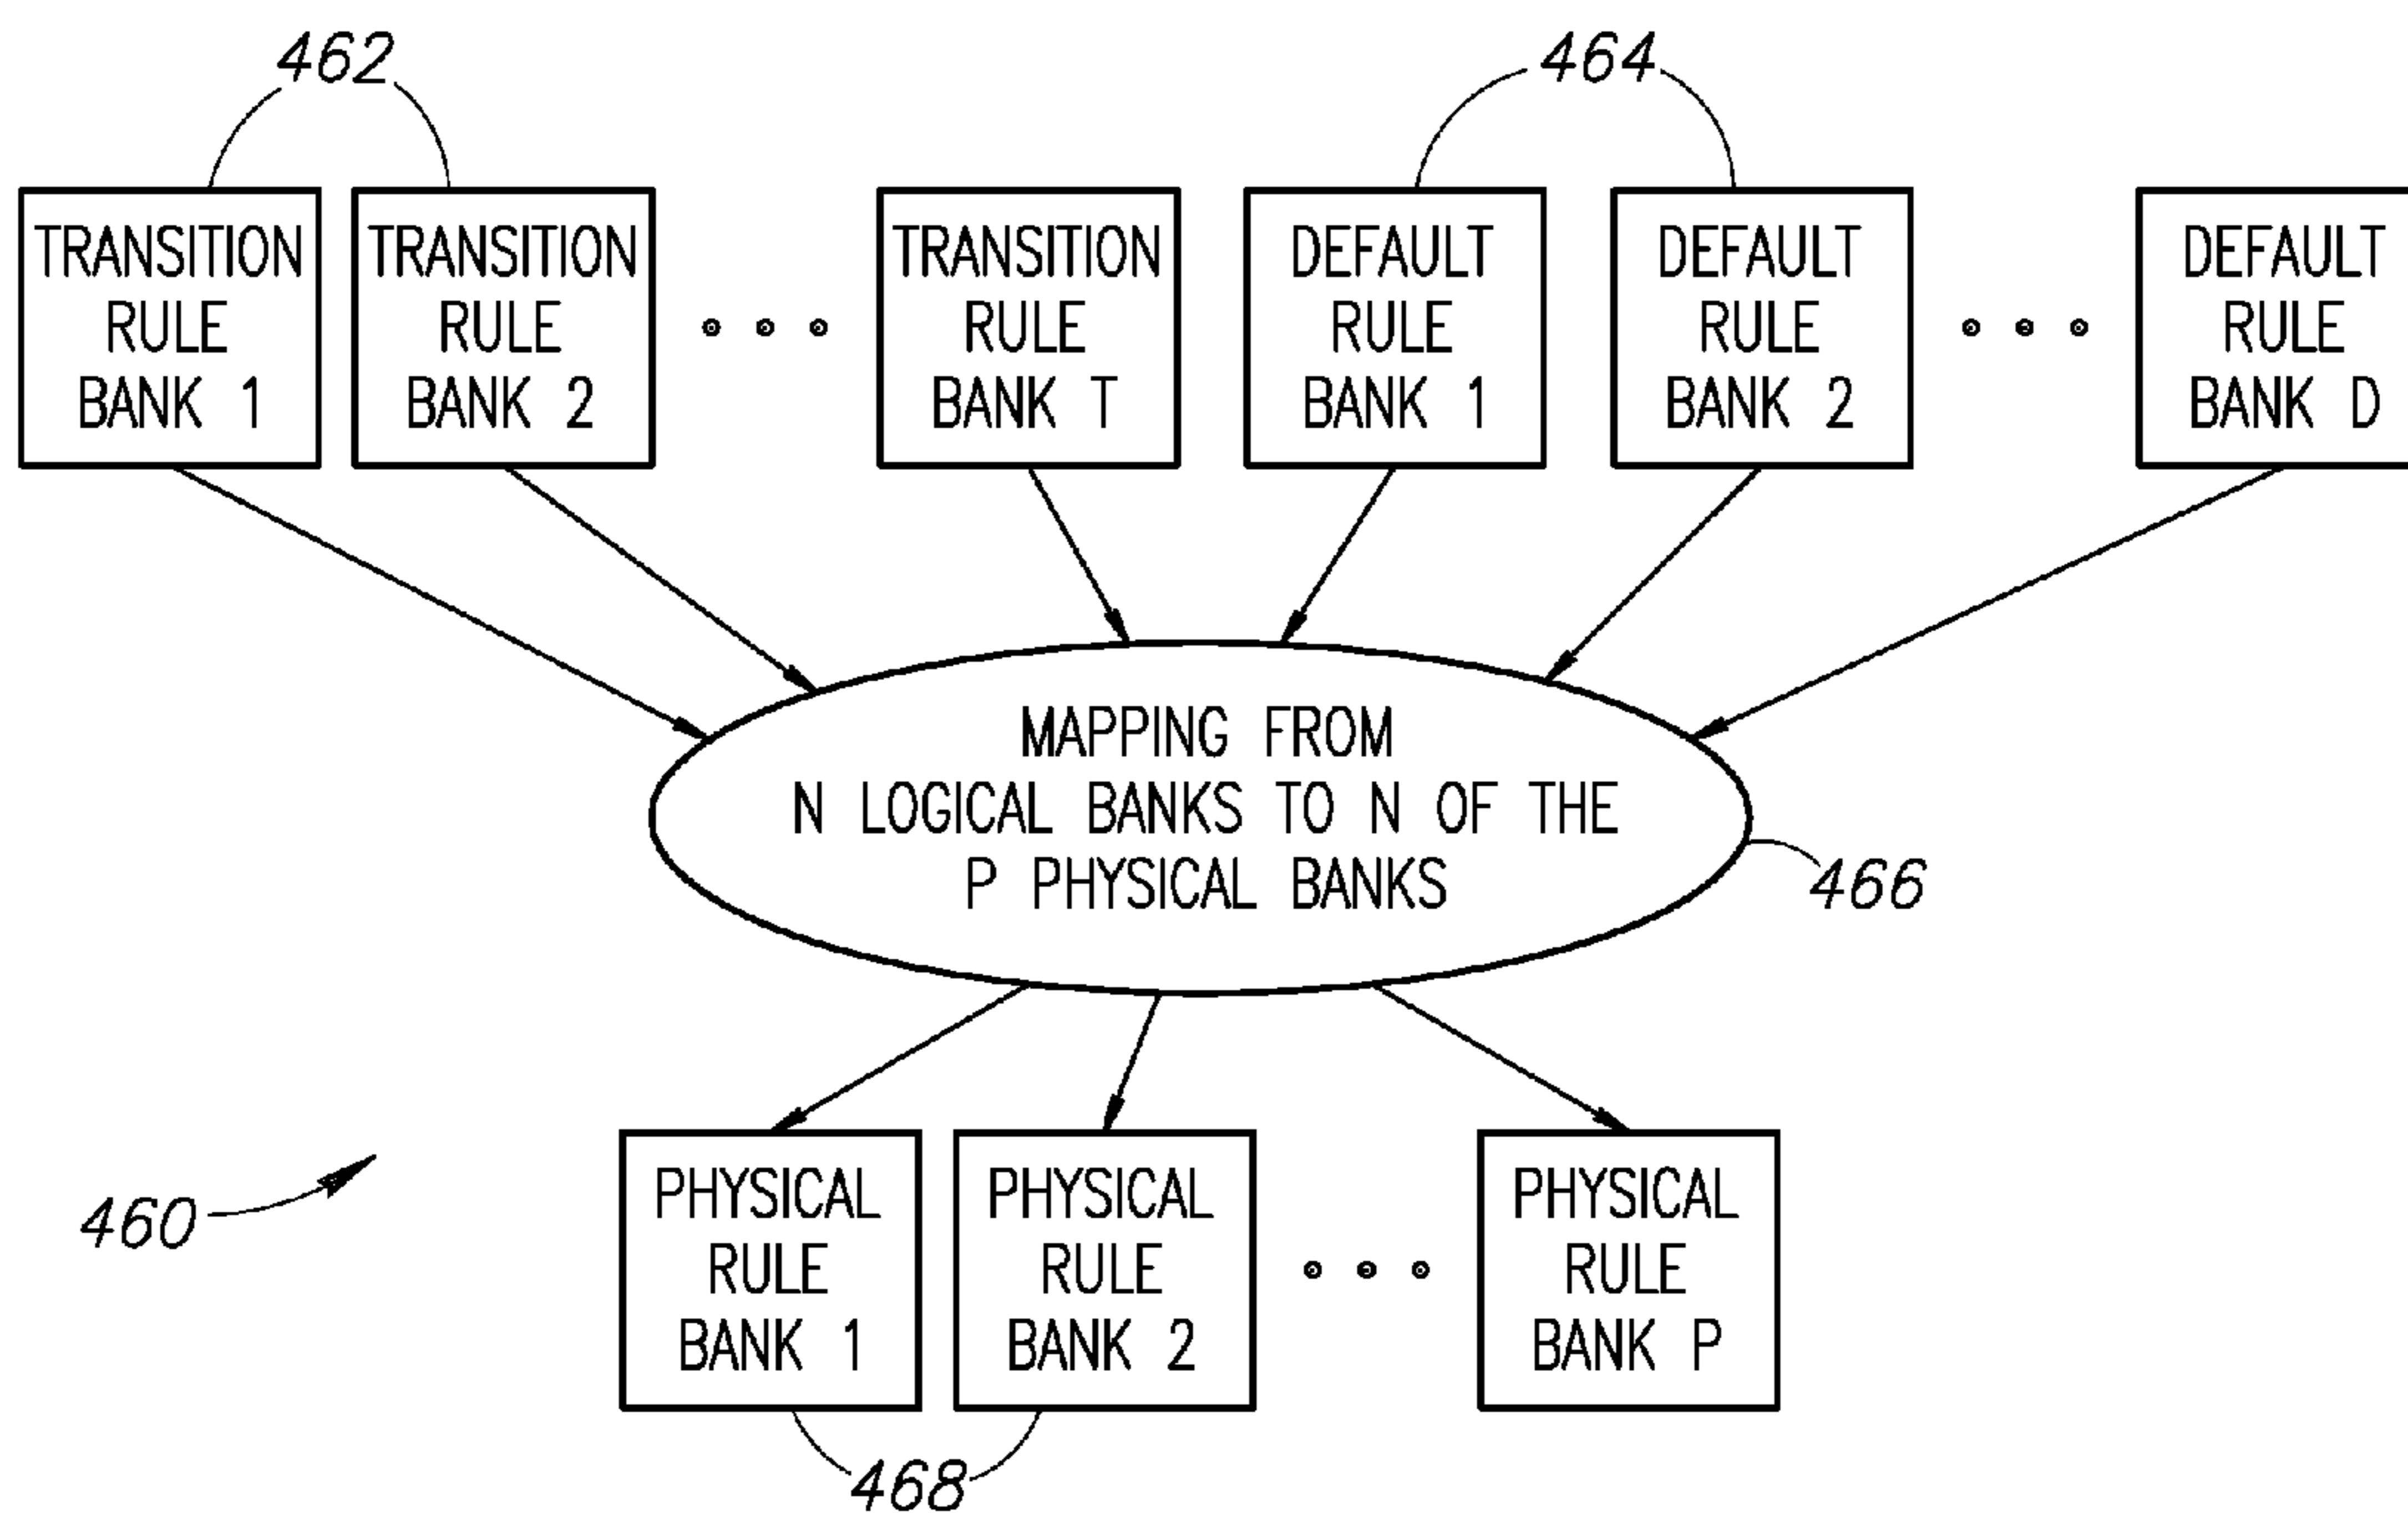 462
464
TRANSITION
RULE
BANK 1
TRANSITION
RULE
BANK 2
TRANSITION
RULE
BANK T
DEFAULT
RULE
BANK 1
DEFAULT
RULE
BANK 2
DEFAULT
RULE
BANK D
MAPPING FROM
N LOGICAL BANKS TO N OF THE
P PHYSICAL BANKS
466
460
PHYSICAL
RULE
BANK 1
PHYSICAL
RULE
BANK 2
PHYSICAL
RULE
BANK P
468